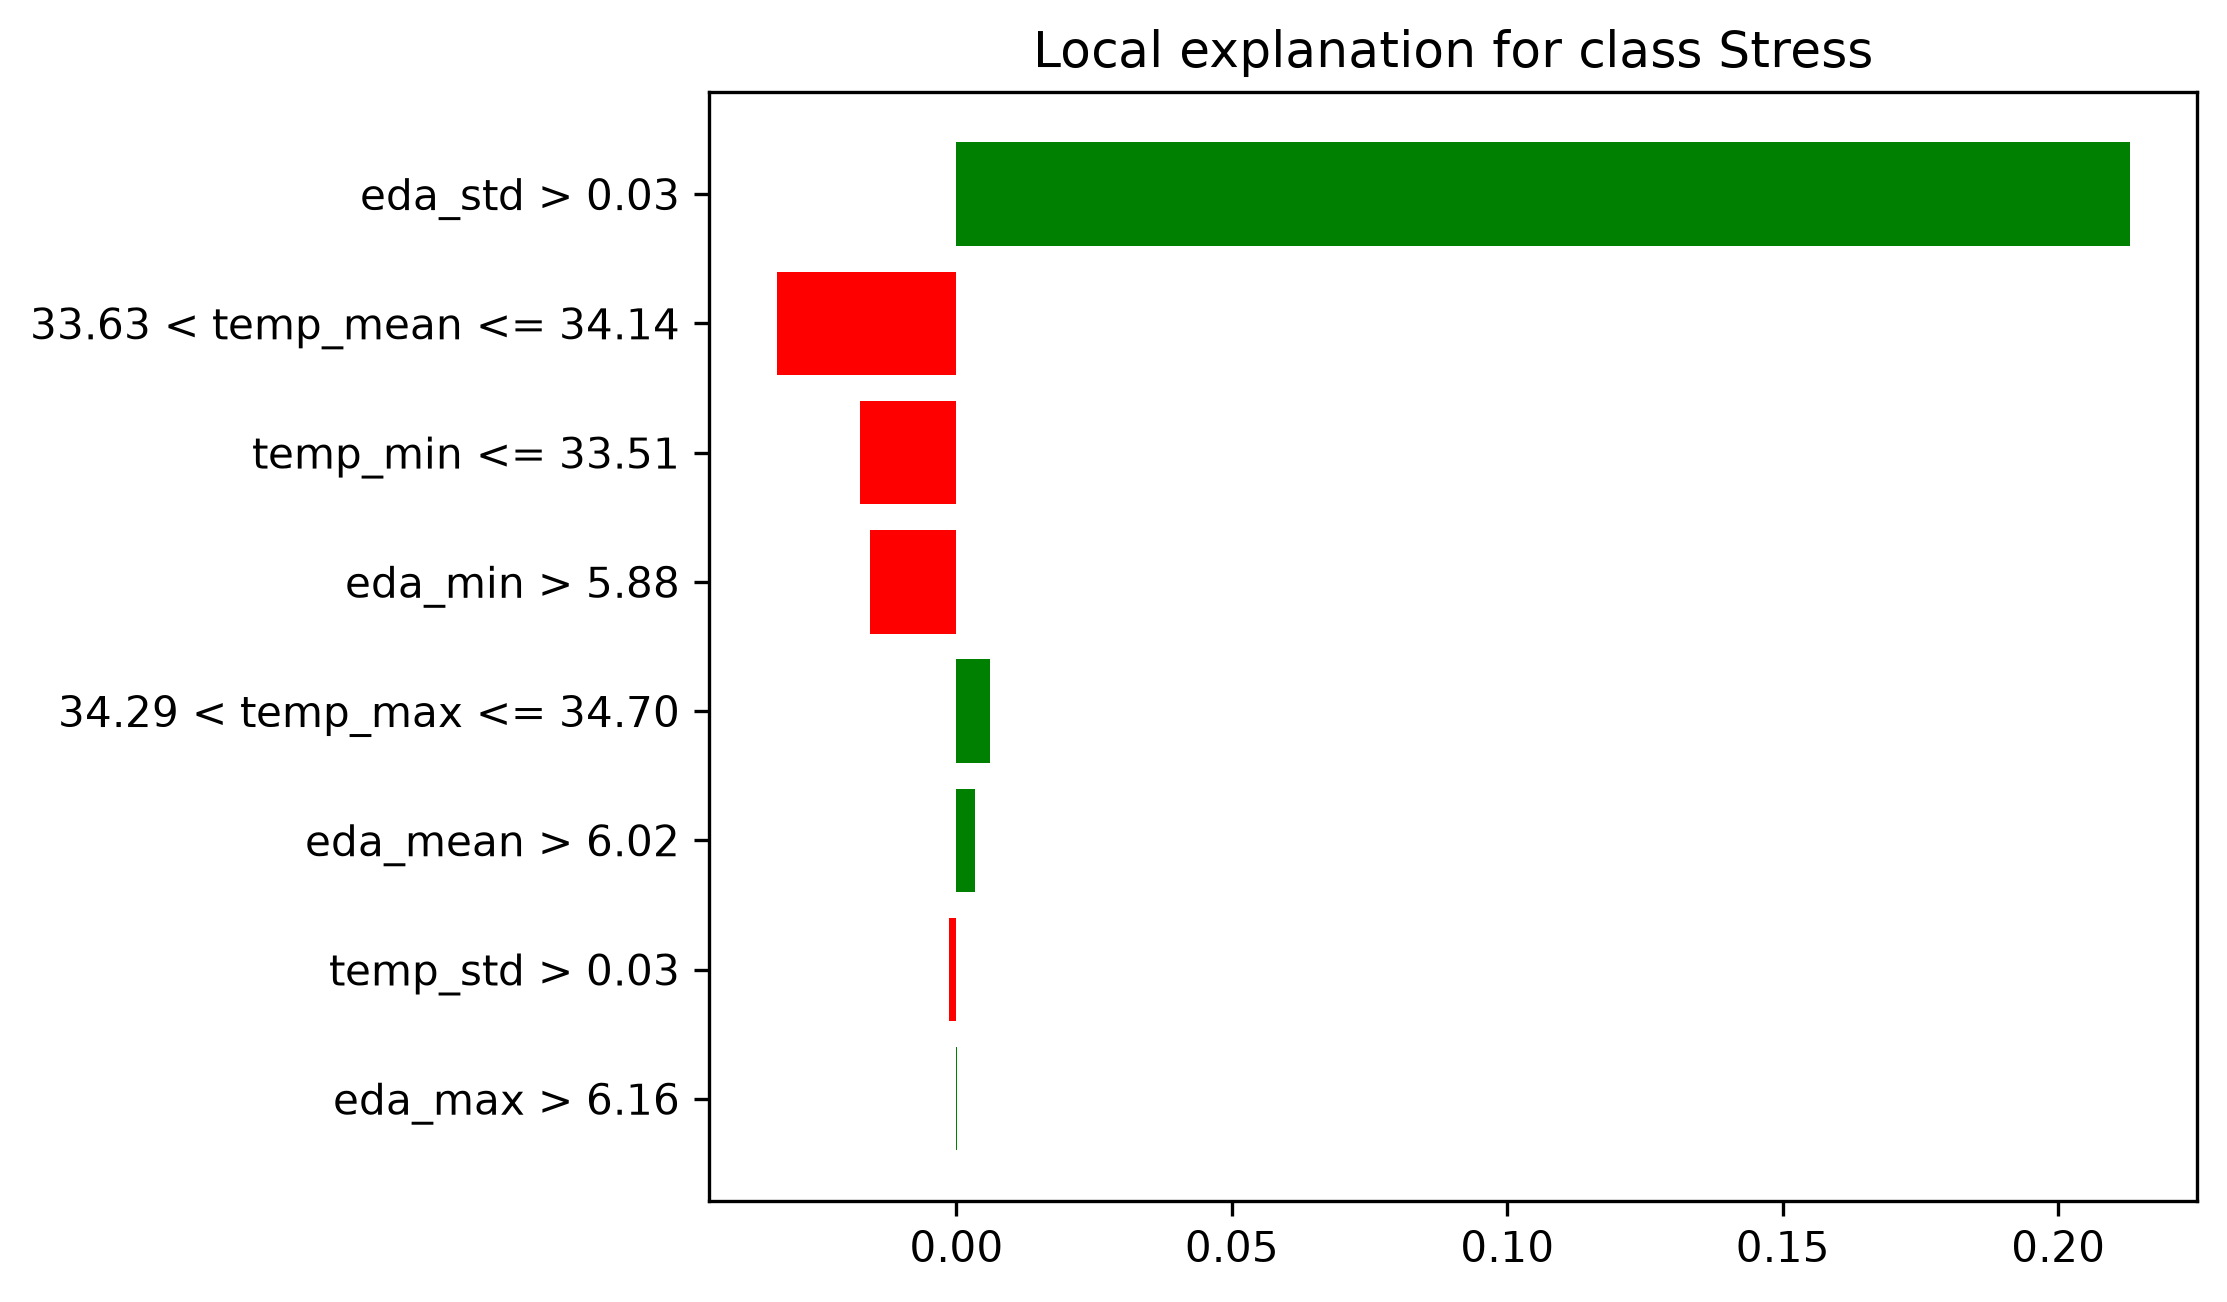 Local explanation for class Stress
eda_std > 0.03
33.63 < temp_mean <= 34.14
temp_min <= 33.51
eda_min > 5.88
34.29 < temp_max <= 34.70
eda_mean > 6.02
temp_std > 0.03
eda_max > 6.16
0.00 0.05 0.10 0.15 0.20